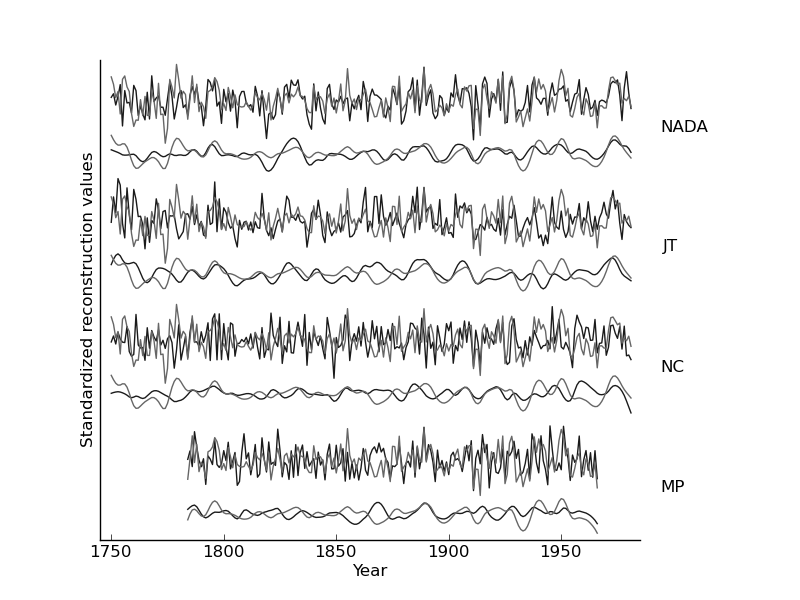 NADA
JT
NC
MP
Standardized reconstruction values
1750 1800 1850 1900 1950
Year